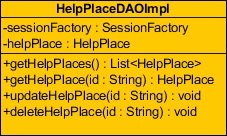 HelpPlaceDAOImpl
-sessionFactory : SessionFactory
-helpPlace : HelpPlace
+getHelpPlaces() : List<HelpPlace>
+getHelpPlace(id : String) : HelpPlace
+updateHelpPlace(id : String) : void
+deleteHelpPlace(id : String) : void